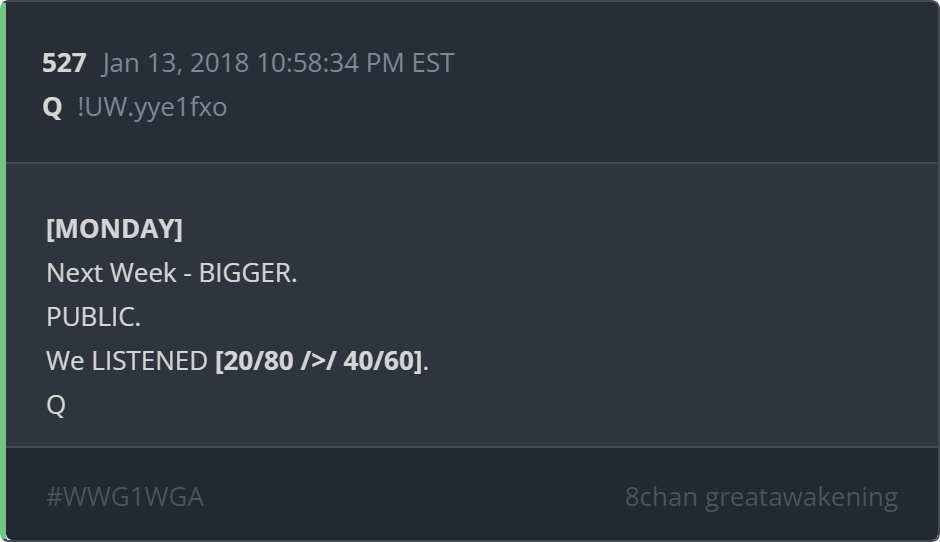 527 Jan 13, 2018 10:58:34 PM EST
Q !UW.yye1fxo
[MONDAY]
Next Week - BIGGER.
PUBLIC.
We LISTENED [20/80 />/ 40/60].
Q
#WWG1WGA 8chan greatawakening